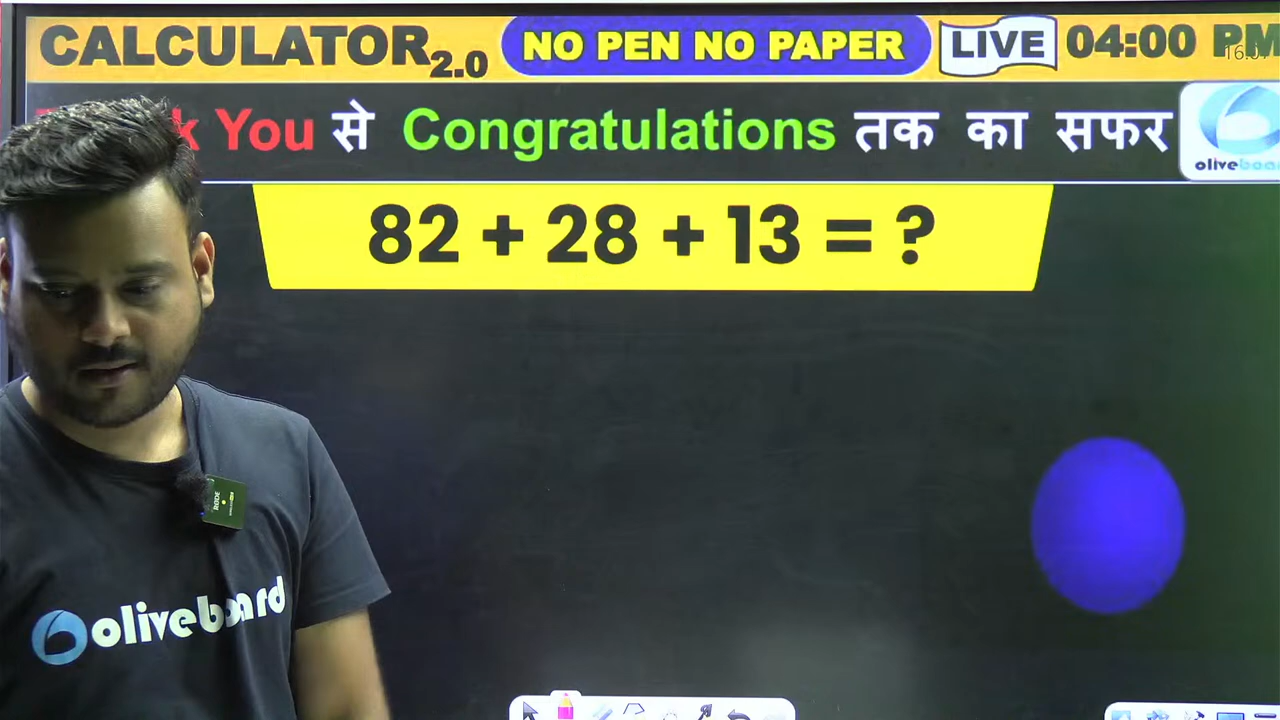 CALCULATOR2.0 NO PEN NO PAPER LIVE 04:00 PM
You से Congratulations तक का सफर
oliveboard
82 + 28 + 13 = ?
RODE
oliveboard